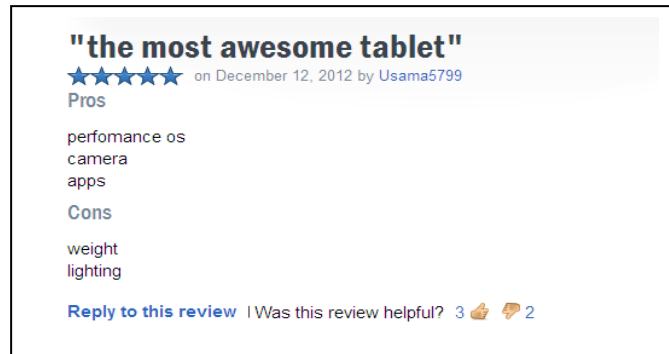 "the most awesome tablet"
on December 12, 2012 by Usama5799
Pros
perfomance os
camera
apps
Cons
weight
lighting
Reply to this review | Was this review helpful? 3 2